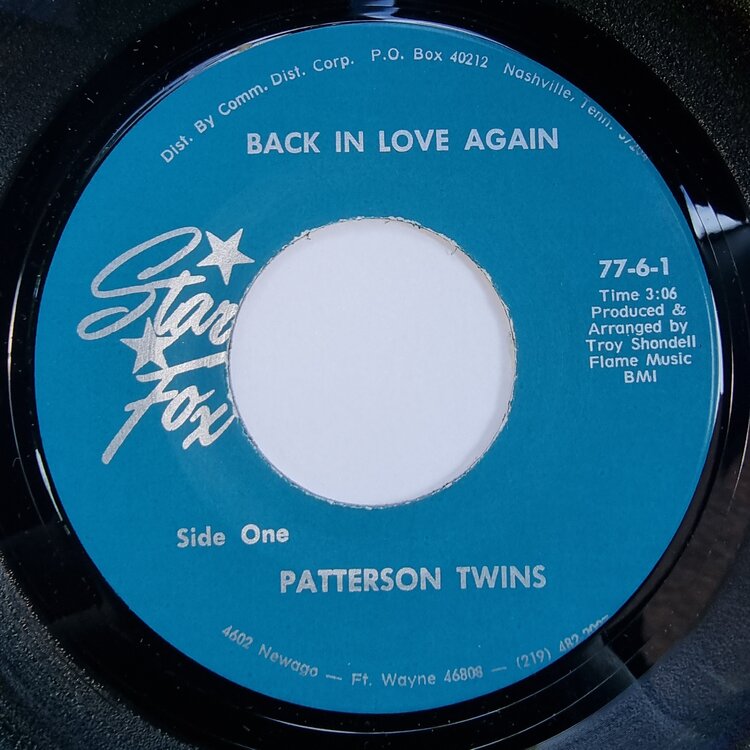 Dist. By Comm. Dist. Corp. P.O. Box 40212 Nashville, Tenn.
BACK IN LOVE AGAIN
Star
Fox
77-6-1
Time 3:06
Produced &
Arranged by
Troy Shondell
Flame Music
BMI
Side One
PATTERSON TWINS
4602 Newago — Ft. Wayne 46808 — (219)